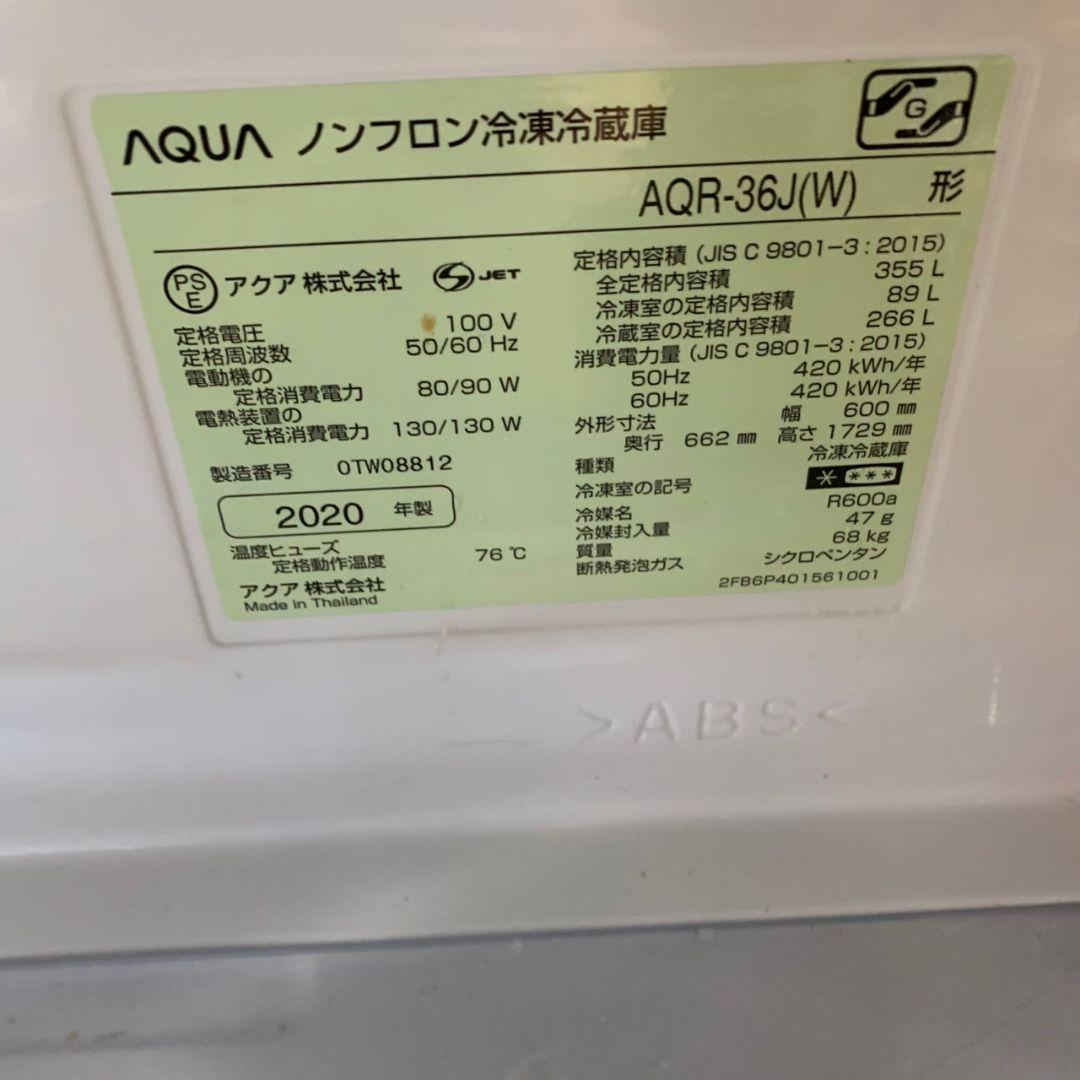 AQUA ノンフロン冷凍冷蔵庫
G
AQR-36J(W) 形
PSE アクア 株式会社 S JET
定格電圧 100 V
定格周波数 50/60 Hz
電動機の
定格消費電力 80/90 W
電熱装置の
定格消費電力 130/130 W
製造番号 0TW08812
2020 年製
温度ヒューズ
定格動作温度 76 ℃
アクア 株式会社
Made in Thailand
定格内容積 (JIS C 9801-3 : 2015)
全定格内容積 355 L
冷凍室の定格内容積 89 L
冷蔵室の定格内容積 266 L
消費電力量 (JIS C 9801-3 : 2015)
50Hz 420 kWh/年
60Hz 420 kWh/年
外形寸法 幅 600 ㎜
奥行 662 ㎜ 高さ 1729 ㎜
種類 冷凍冷蔵庫
冷凍室の記号 * ***
冷媒名 R600a
冷媒封入量 47 g
質量 68 kg
断熱発泡ガス シクロペンタン
2FB6P401561001
>ABS<